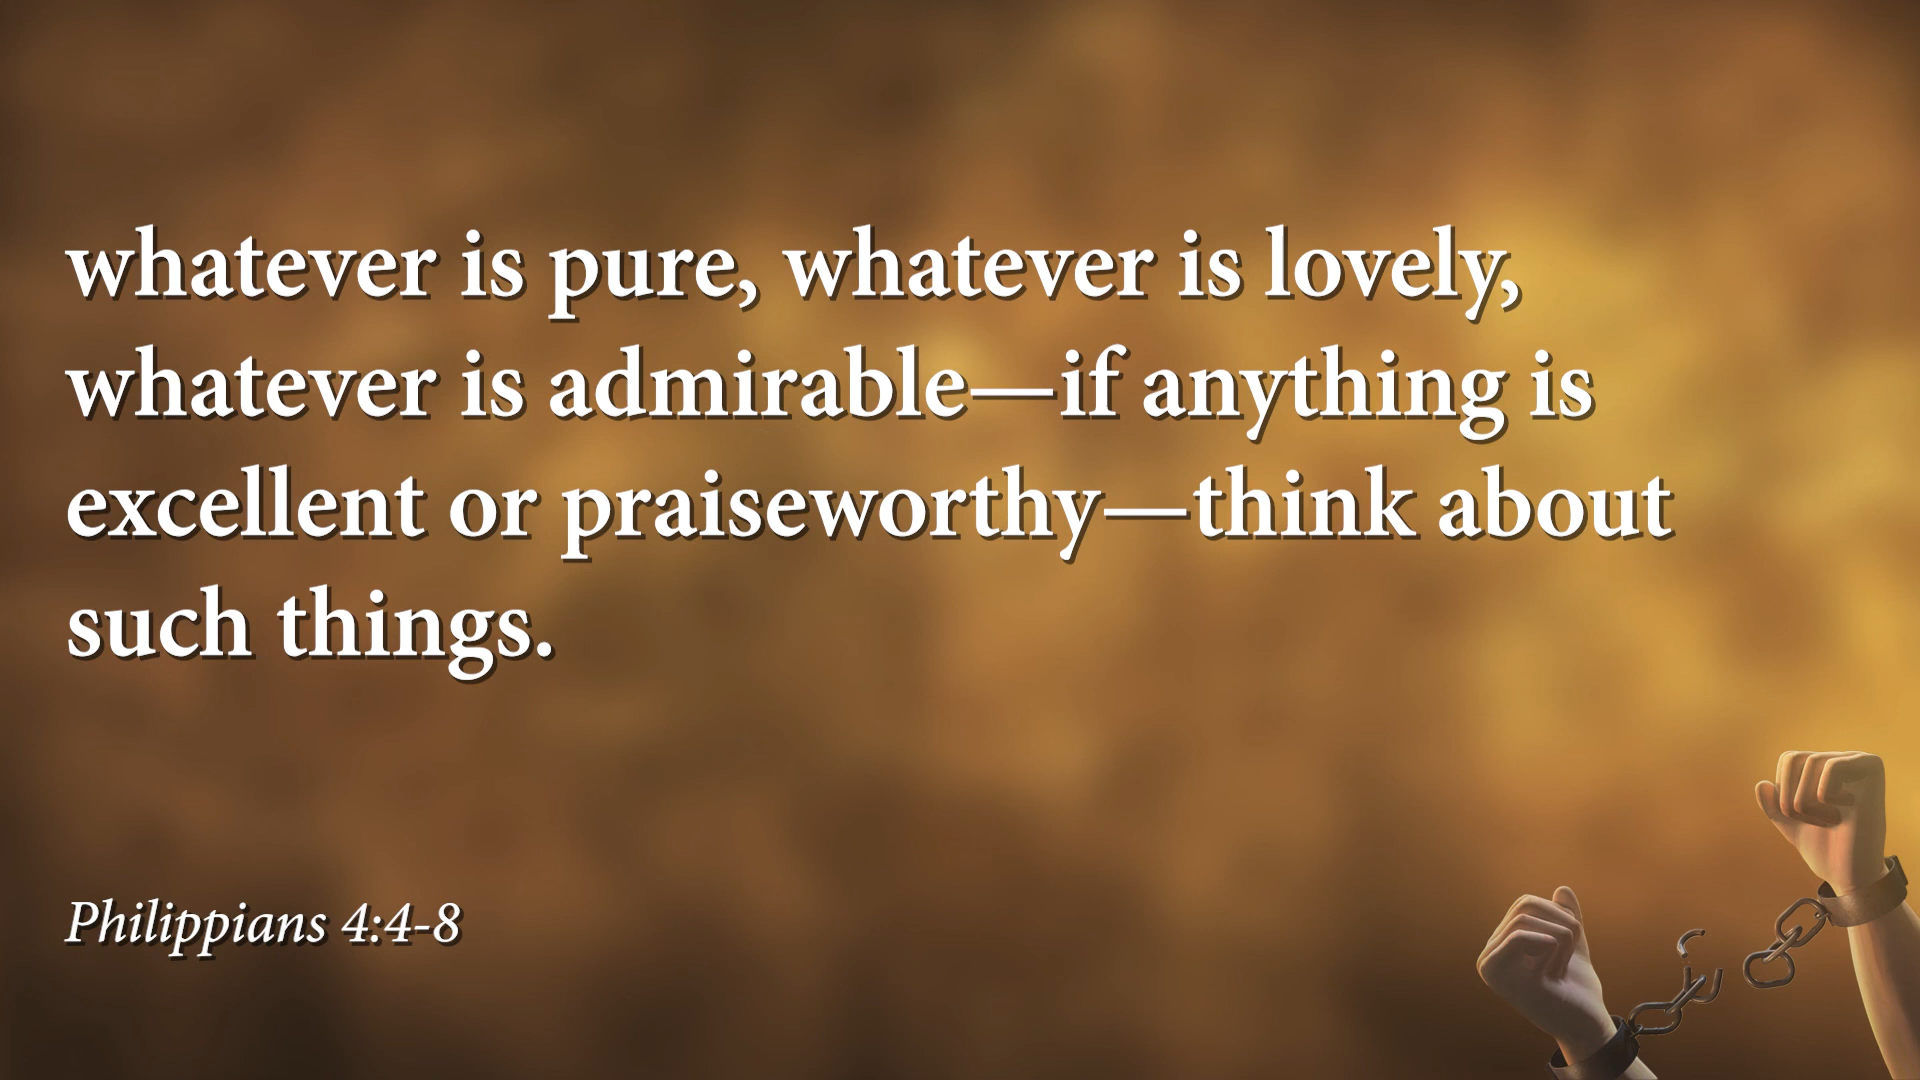 whatever is pure, whatever is lovely,
whatever is admirable—if anything is
excellent or praiseworthy—think about
such things.
Philippians 4:4-8